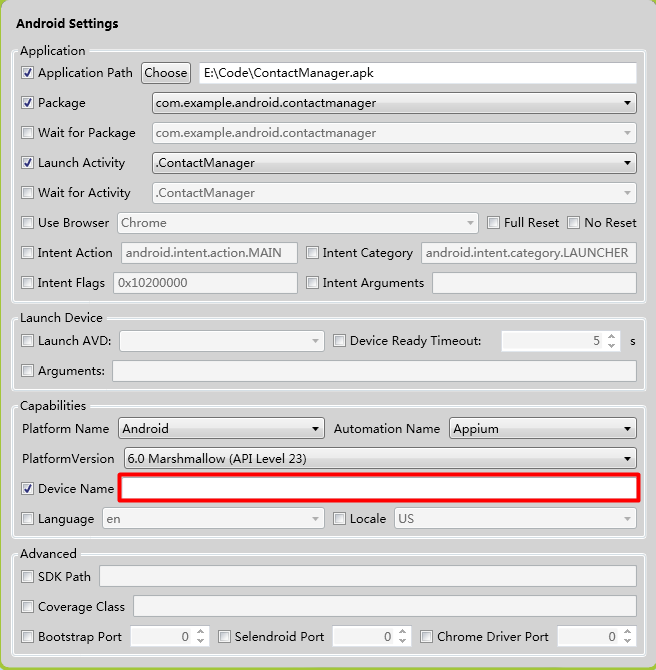 Android Settings
Application
Application Path Choose E:\Code\ContactManager.apk
Package com.example.android.contactmanager
Wait for Package com.example.android.contactmanager
Launch Activity .ContactManager
Wait for Activity .ContactManager
Use Browser Chrome Full Reset No Reset
Intent Action android.intent.action.MAIN Intent Category android.intent.category.LAUNCHER
Intent Flags 0x10200000 Intent Arguments
Launch Device
Launch AVD: Device Ready Timeout: 5 s
Arguments:
Capabilities
Platform Name Android Automation Name Appium
PlatformVersion 6.0 Marshmallow (API Level 23)
Device Name
Language en Locale US
Advanced
SDK Path
Coverage Class
Bootstrap Port 0 Selendroid Port 0 Chrome Driver Port 0